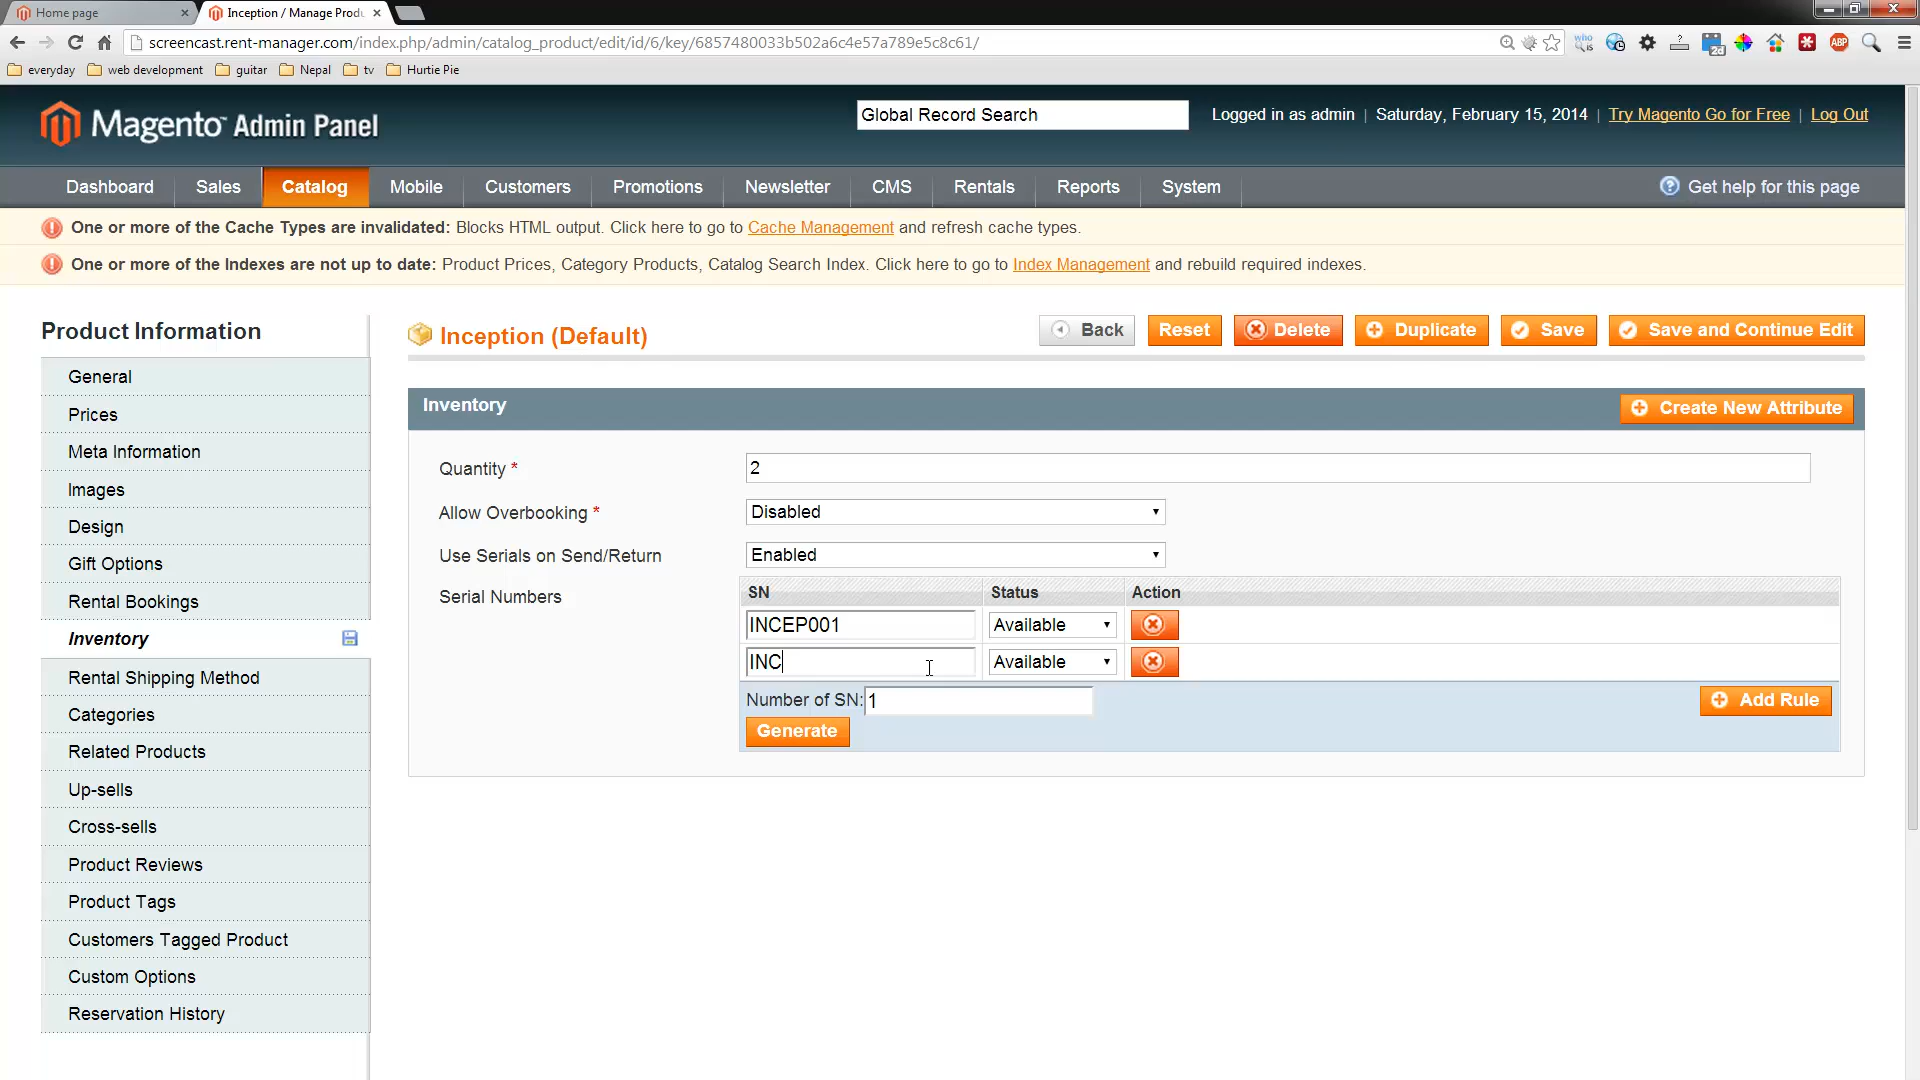 Home page
Inception / Manage Produ
screencast.rent-manager.com/index.php/admin/catalog_product/edit/id/6/key/6857480033b502a6c4e57a789e5c8c61/
everyday web development guitar Nepal tv Hurtie Pie
Magento Admin Panel
Global Record Search
Logged in as admin | Saturday, February 15, 2014 | Try Magento Go for Free | Log Out
Dashboard Sales Catalog Mobile Customers Promotions Newsletter CMS Rentals Reports System
Get help for this page
One or more of the Cache Types are invalidated: Blocks HTML output. Click here to go to Cache Management and refresh cache types.
One or more of the Indexes are not up to date: Product Prices, Category Products, Catalog Search Index. Click here to go to Index Management and rebuild required indexes.
Product Information
General
Prices
Meta Information
Images
Design
Gift Options
Rental Bookings
Inventory
Rental Shipping Method
Categories
Related Products
Up-sells
Cross-sells
Product Reviews
Product Tags
Customers Tagged Product
Custom Options
Reservation History
Inception (Default)
Back Reset Delete Duplicate Save Save and Continue Edit
Inventory
Create New Attribute
Quantity * 2
Allow Overbooking * Disabled
Use Serials on Send/Return Enabled
Serial Numbers
SN Status Action
INCEP001 Available
INC Available
Number of SN: 1
Add Rule
Generate